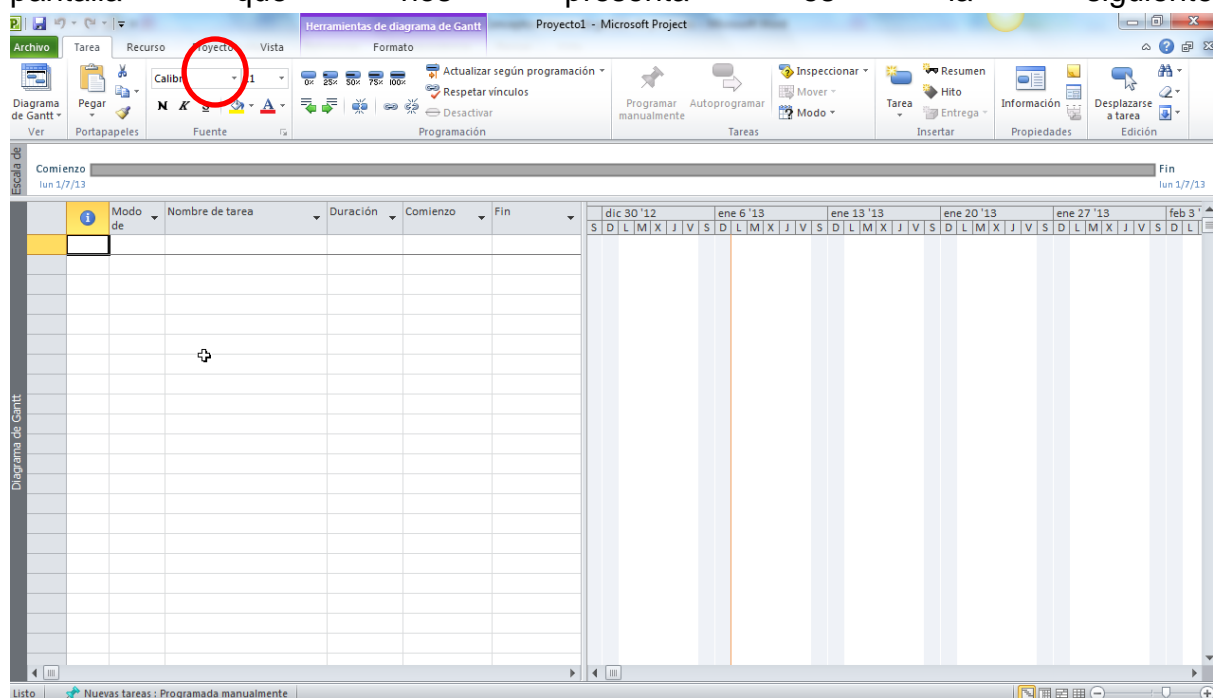 pantalla que nos presenta es la siguiente
Herramientas de diagrama de Gantt Proyecto1 - Microsoft Project
Archivo Tarea Recurso Proyecto Vista Formato
Calibri 11
0% 25% 50% 75% 100%
Actualizar según programación
Respetar vínculos
Desactivar
Diagrama de Gantt
Pegar
N K S A
Programar manualmente
Autoprogramar
Inspeccionar
Mover
Modo
Tarea
Resumen
Hito
Entrega
Información
Desplazarse a tarea
Ver Portapapeles Fuente Programación Tareas Insertar Propiedades Edición
Escala de
Comienzo Fin
lun 1/7/13 lun 1/7/13
Modo de Nombre de tarea Duración Comienzo Fin
dic 30 '12 ene 6 '13 ene 13 '13 ene 20 '13 ene 27 '13 feb 3 '
S D L M X J V S D L M X J V S D L M X J V S D L M X J V S D L M X J V S D L
Diagrama de Gantt
Listo Nuevas tareas : Programada manualmente